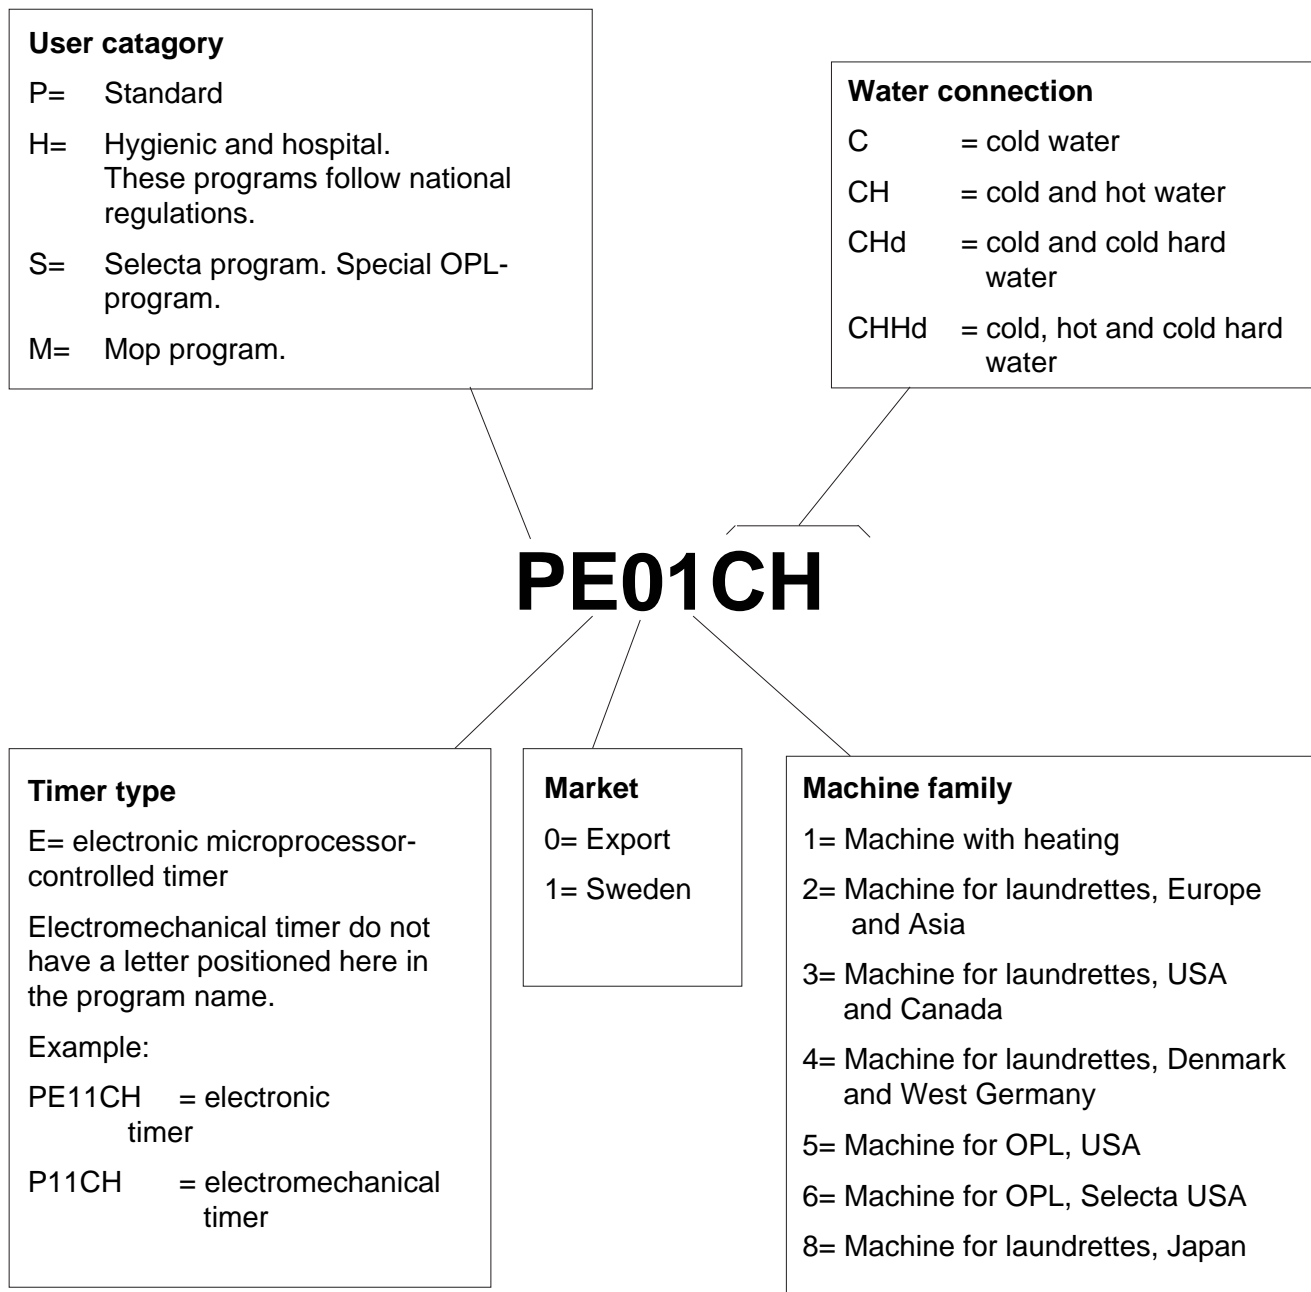 User catagory
P= Standard
H= Hygienic and hospital.
These programs follow national
regulations.
S= Selecta program. Special OPL-
program.
M= Mop program.
Water connection
C = cold water
CH = cold and hot water
CHd = cold and cold hard
water
CHHd = cold, hot and cold hard
water
PE01CH
Timer type
E= electronic microprocessor-
controlled timer
Electromechanical timer do not
have a letter positioned here in
the program name.
Example:
PE11CH = electronic
timer
P11CH = electromechanical
timer
Market
0= Export
1= Sweden
Machine family
1= Machine with heating
2= Machine for laundrettes, Europe
and Asia
3= Machine for laundrettes, USA
and Canada
4= Machine for laundrettes, Denmark
and West Germany
5= Machine for OPL, USA
6= Machine for OPL, Selecta USA
8= Machine for laundrettes, Japan